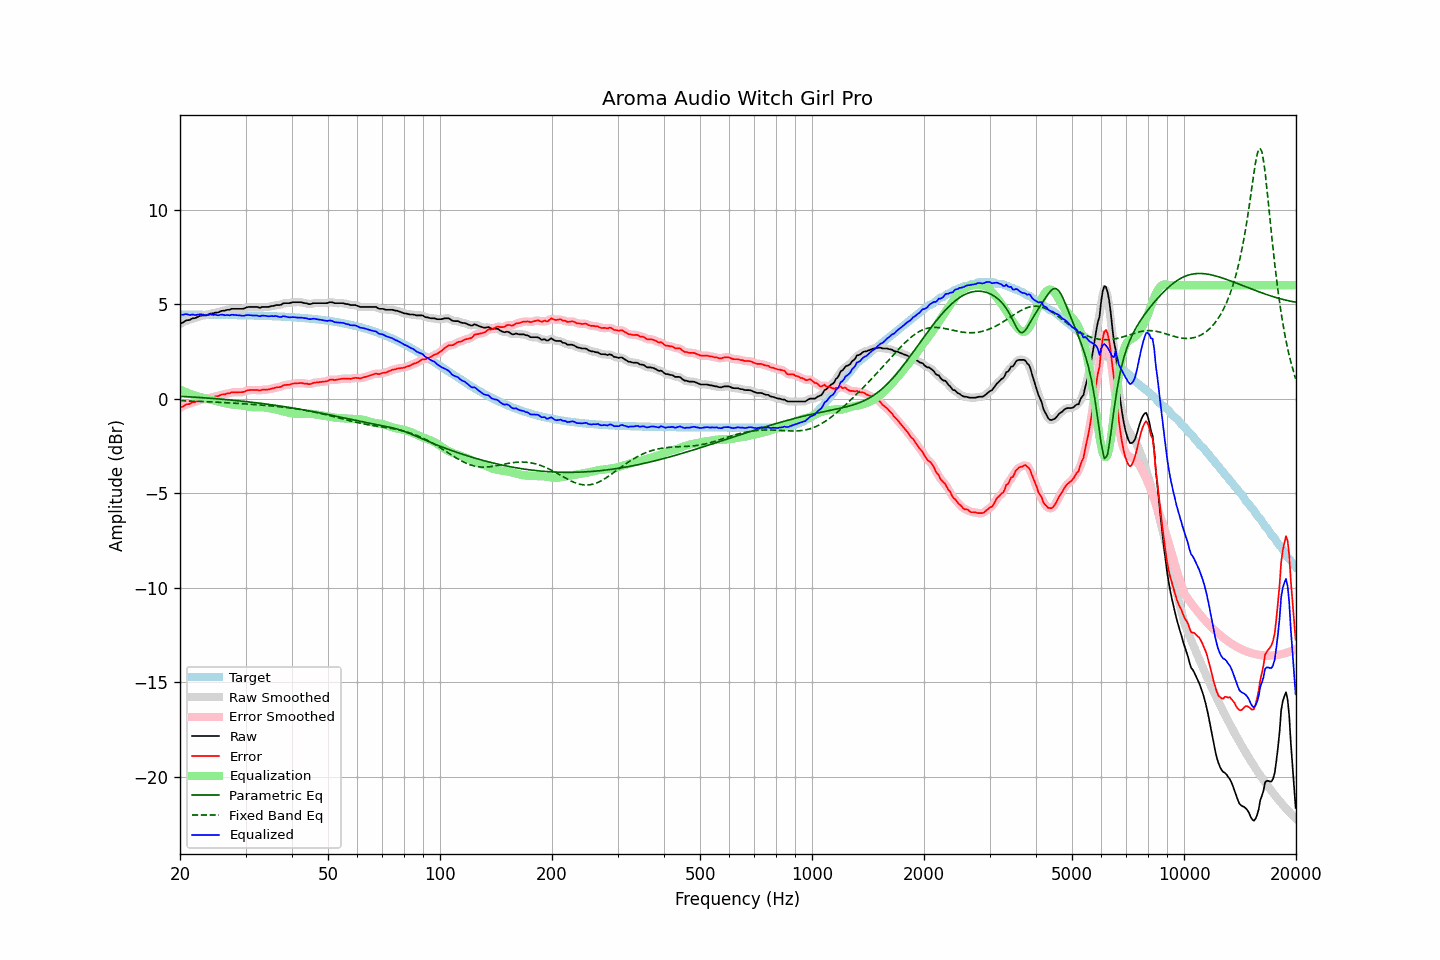 Aroma Audio Witch Girl Pro
Amplitude (dBr)
10
5
0
−5
−10
−15
−20
Target
Raw Smoothed
Error Smoothed
Raw
Error
Equalization
Parametric Eq
Fixed Band Eq
Equalized
20 50 100 200 500 1000 2000 5000 10000 20000
Frequency (Hz)